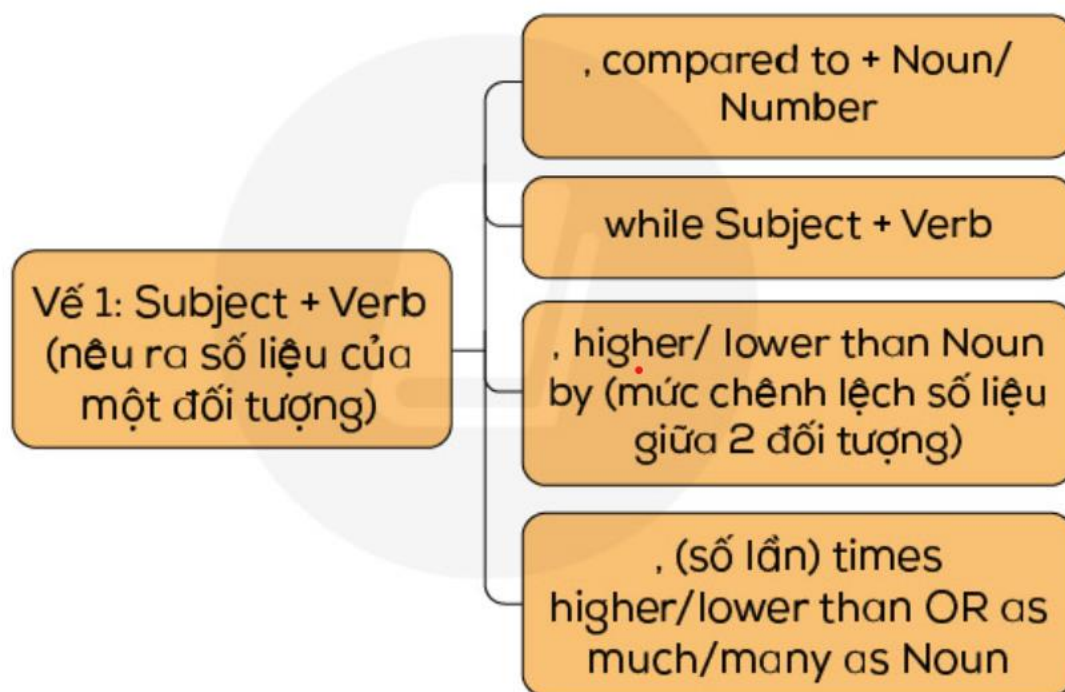 Vế 1: Subject + Verb
(nêu ra số liệu của
một đối tượng)
, compared to + Noun/
Number
while Subject + Verb
, higher/ lower than Noun
by (mức chênh lệch số liệu
giữa 2 đối tượng)
, (số lần) times
higher/lower than OR as
much/many as Noun